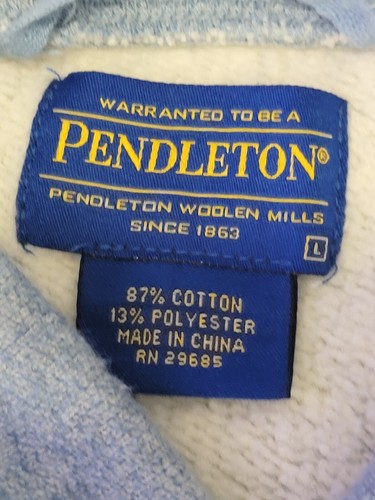 WARRANTED TO BE A
PENDLETON®
PENDLETON WOOLEN MILLS
SINCE 1863
L
87% COTTON
13% POLYESTER
MADE IN CHINA
RN 29685